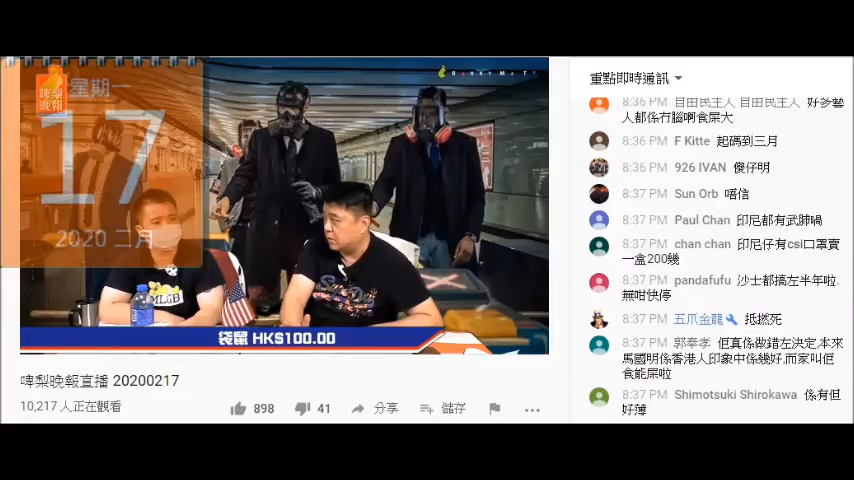 啤梨
晚報
星期一
17
2020 二月
MLGB
袋鼠 HK$100.00
啤梨晚報直播 20200217
10,217 人正在觀看
898
41
分享
儲存
重點即時通訊
8:36 PM 自由民主人 自由民主人 好多藝
人都係冇腦啊食屎大
8:36 PM F Kitte 起碼到三月
8:36 PM 926 IVAN 傻仔明
8:37 PM Sun Orb 唔信
8:37 PM Paul Chan 印尼都有武肺喎
8:37 PM chan chan 印尼仔有csi口罩賣
一盒200幾
8:37 PM pandafufu 沙士都搞左半年啦,
無咁快停
8:37 PM 五爪金龍 抵撚死
8:37 PM 郭奉孝 佢真係做錯左決定,本來
馬國明係香港人印象中係幾好,而家叫佢
食能屎啦
8:37 PM Shimotsuki Shirokawa 係有但
好薄